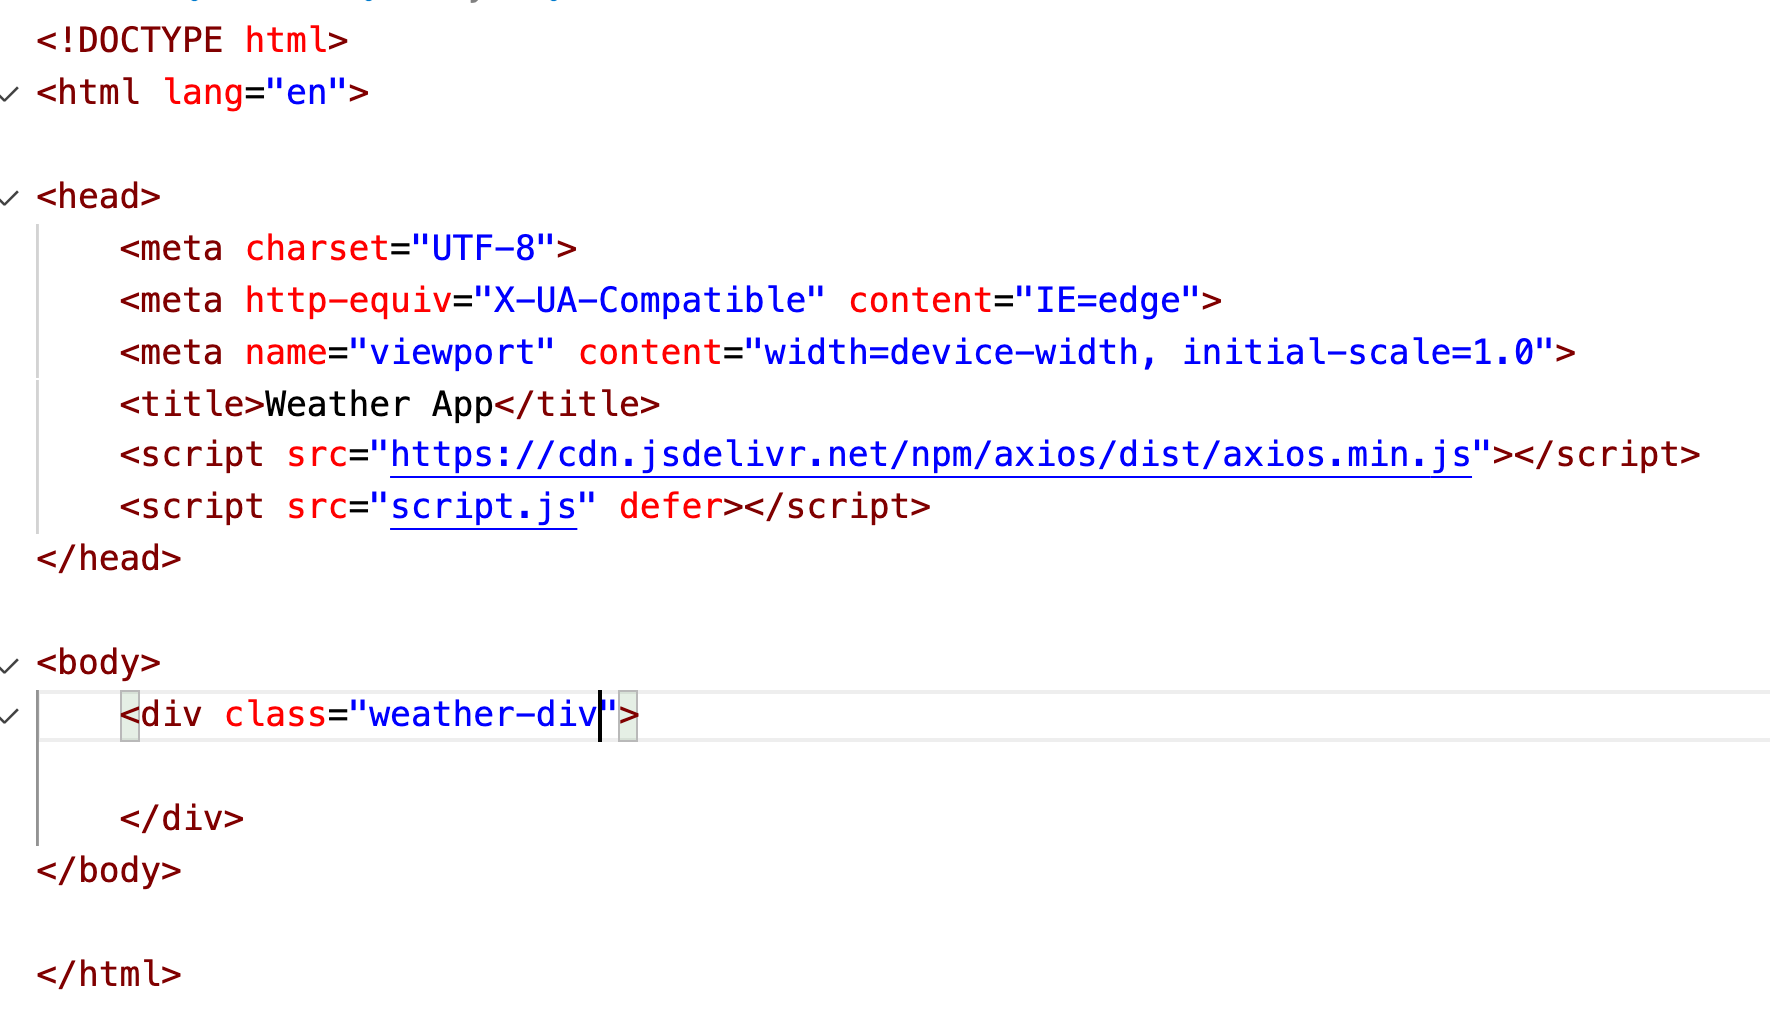 <!DOCTYPE html>
<html lang="en">
<head>
<meta charset="UTF-8">
<meta http-equiv="X-UA-Compatible" content="IE=edge">
<meta name="viewport" content="width=device-width, initial-scale=1.0">
<title>Weather App</title>
<script src="https://cdn.jsdelivr.net/npm/axios/dist/axios.min.js"></script>
<script src="script.js" defer></script>
</head>
<body>
<div class="weather-div">
</div>
</body>
</html>